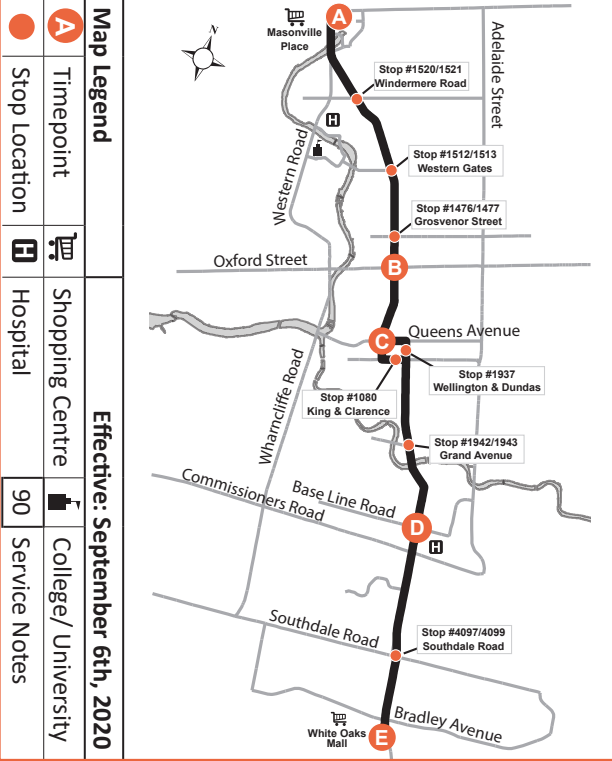 Map Legend
Effective: September 6th, 2020
A
Timepoint
Shopping Centre
College/ University
Stop Location
H
Hospital
90
Service Notes
N
A
Masonville
Place
Adelaide Street
Stop #1520/1521
Windermere Road
H
Western Road
Stop #1512/1513
Western Gates
Stop #1476/1477
Grosvenor Street
Oxford Street
B
C
Queens Avenue
Stop #1937
Wellington & Dundas
Stop #1080
King & Clarence
Wharncliffe Road
Stop #1942/1943
Grand Avenue
Commissioners Road
Base Line Road
D
H
Southdale Road
Stop #4097/4099
Southdale Road
Bradley Avenue
White Oaks
Mall
E